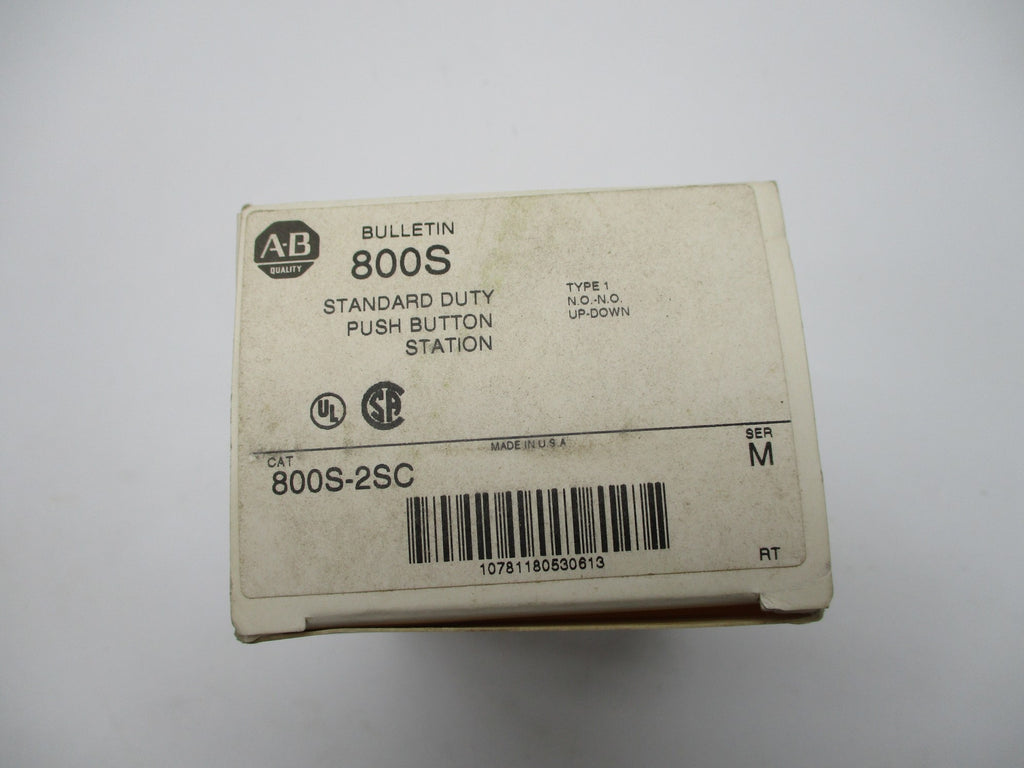 A-B
QUALITY
BULLETIN
800S
STANDARD DUTY
PUSH BUTTON
STATION
TYPE 1
N.O.-N.O.
UP-DOWN
UL
SA
MADE IN U.S.A
CAT
800S-2SC
SER
M
10781180530613
RT